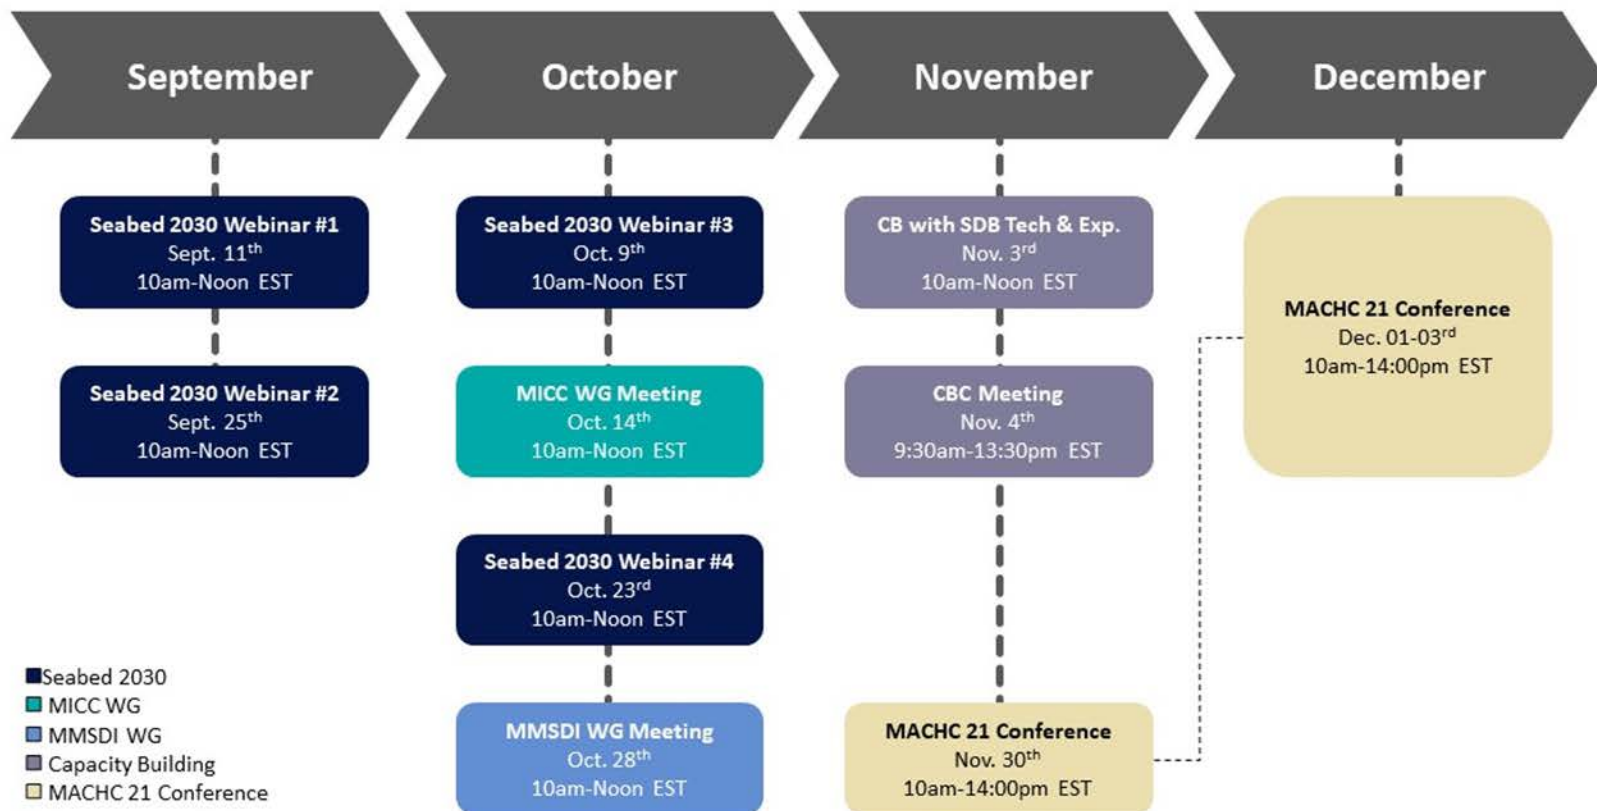 September
October
November
December
Seabed 2030 Webinar #1
Sept. 11th
10am-Noon EST
Seabed 2030 Webinar #2
Sept. 25th
10am-Noon EST
Seabed 2030 Webinar #3
Oct. 9th
10am-Noon EST
MICC WG Meeting
Oct. 14th
10am-Noon EST
Seabed 2030 Webinar #4
Oct. 23rd
10am-Noon EST
MMSDI WG Meeting
Oct. 28th
10am-Noon EST
CB with SDB Tech & Exp.
Nov. 3rd
10am-Noon EST
CBC Meeting
Nov. 4th
9:30am-13:30pm EST
MACHC 21 Conference
Nov. 30th
10am-14:00pm EST
MACHC 21 Conference
Dec. 01-03rd
10am-14:00pm EST
Seabed 2030
MICC WG
MMSDI WG
Capacity Building
MACHC 21 Conference